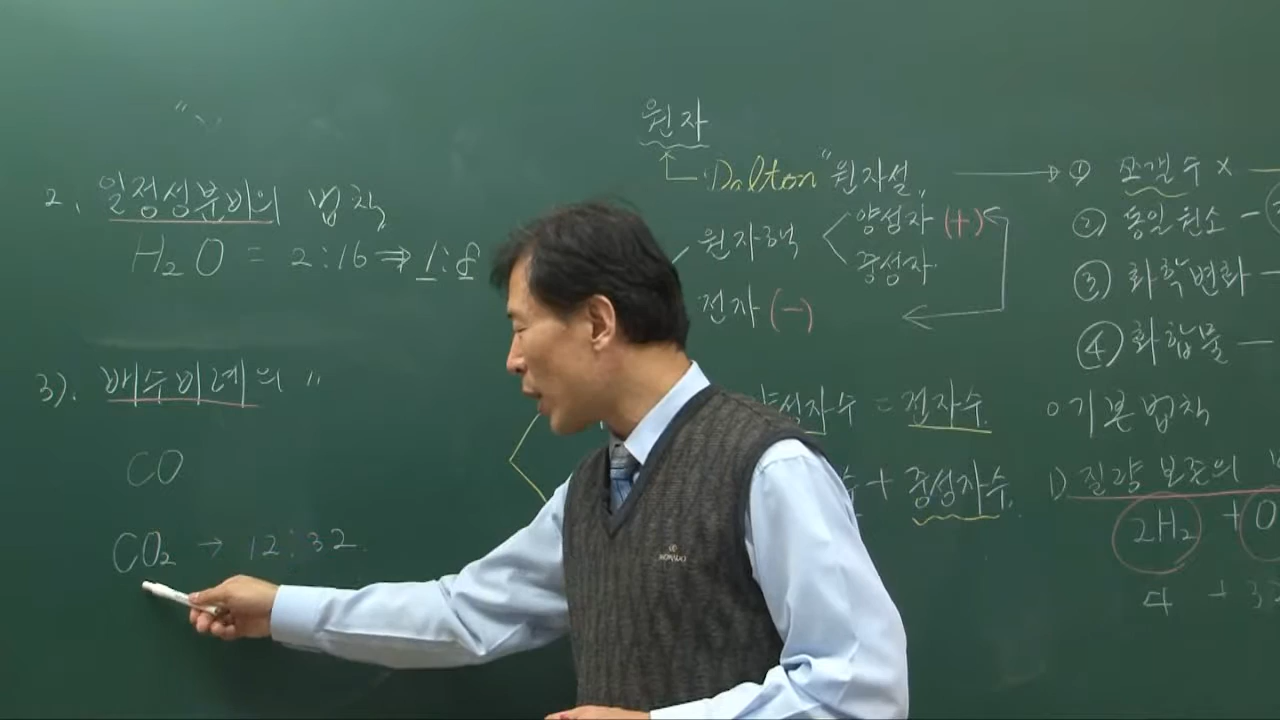 2. 일정성분비의 법칙
H₂O = 2:16 ⇒ 1:8
3). 배수비례의 "
CO
CO₂ → 12:32.
원자
Dalton "원자설"
원자핵
양성자 (+)
중성자
전자 (-)
양성자수 = 전자수.
+ 중성자수.
① 쪼갤수 ×
② 동일원소 -
③ 화학변화 -
④ 화합물 -
○ 기본법칙
1) 질량 보존의
2H₂ + O
4 + 32